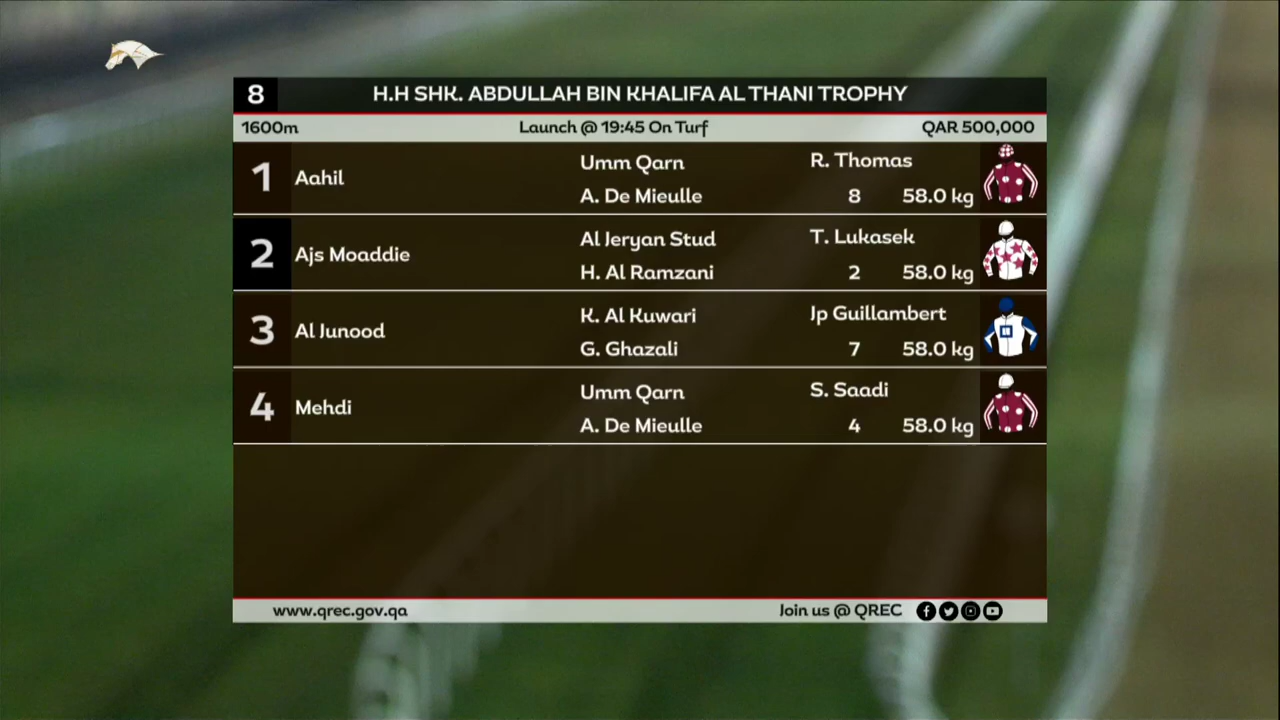 8 H.H SHK. ABDULLAH BIN KHALIFA AL THANI TROPHY
1600m Launch @ 19:45 On Turf QAR 500,000
1 Aahil Umm Qarn R. Thomas
A. De Mieulle 8 58.0 kg
2 Ajs Moaddie Al Jeryan Stud T. Lukasek
H. Al Ramzani 2 58.0 kg
3 Al Junood K. Al Kuwari Jp Guillambert
G. Ghazali 7 58.0 kg
4 Mehdi Umm Qarn S. Saadi
A. De Mieulle 4 58.0 kg
www.qrec.gov.qa Join us @ QREC